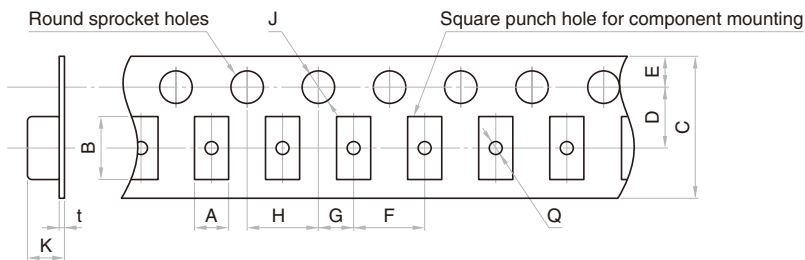 Round sprocket holes
J
Square punch hole for component mounting
E
D
C
B
A
H
G
F
Q
t
K